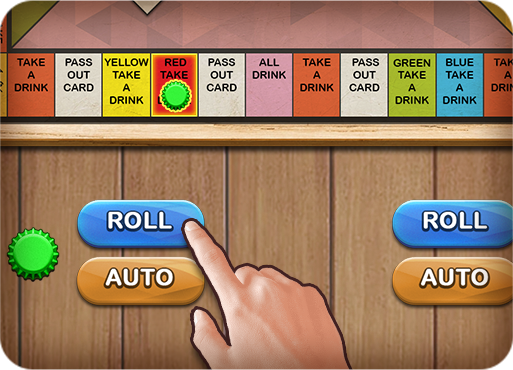 TAKE
A
DRINK
PASS
OUT
CARD
YELLOW
TAKE
A
DRINK
RED
TAKE
PASS
OUT
CARD
ALL
DRINK
TAKE
A
DRINK
PASS
OUT
CARD
GREEN
TAKE
A
DRINK
BLUE
TAKE
A
DRINK
ROLL
AUTO
ROLL
AUTO